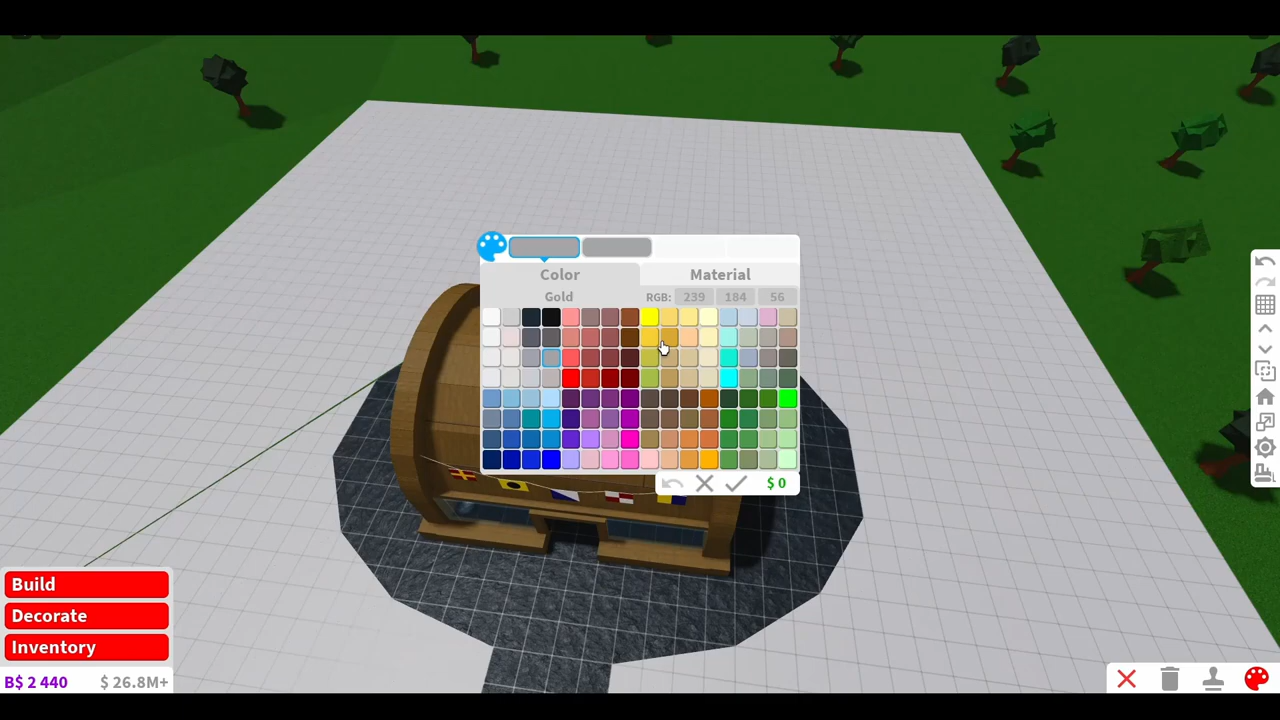 Color
Material
Gold
RGB: 239 184 56
$ 0
Build
Decorate
Inventory
B$ 2 440 $ 26.8M+